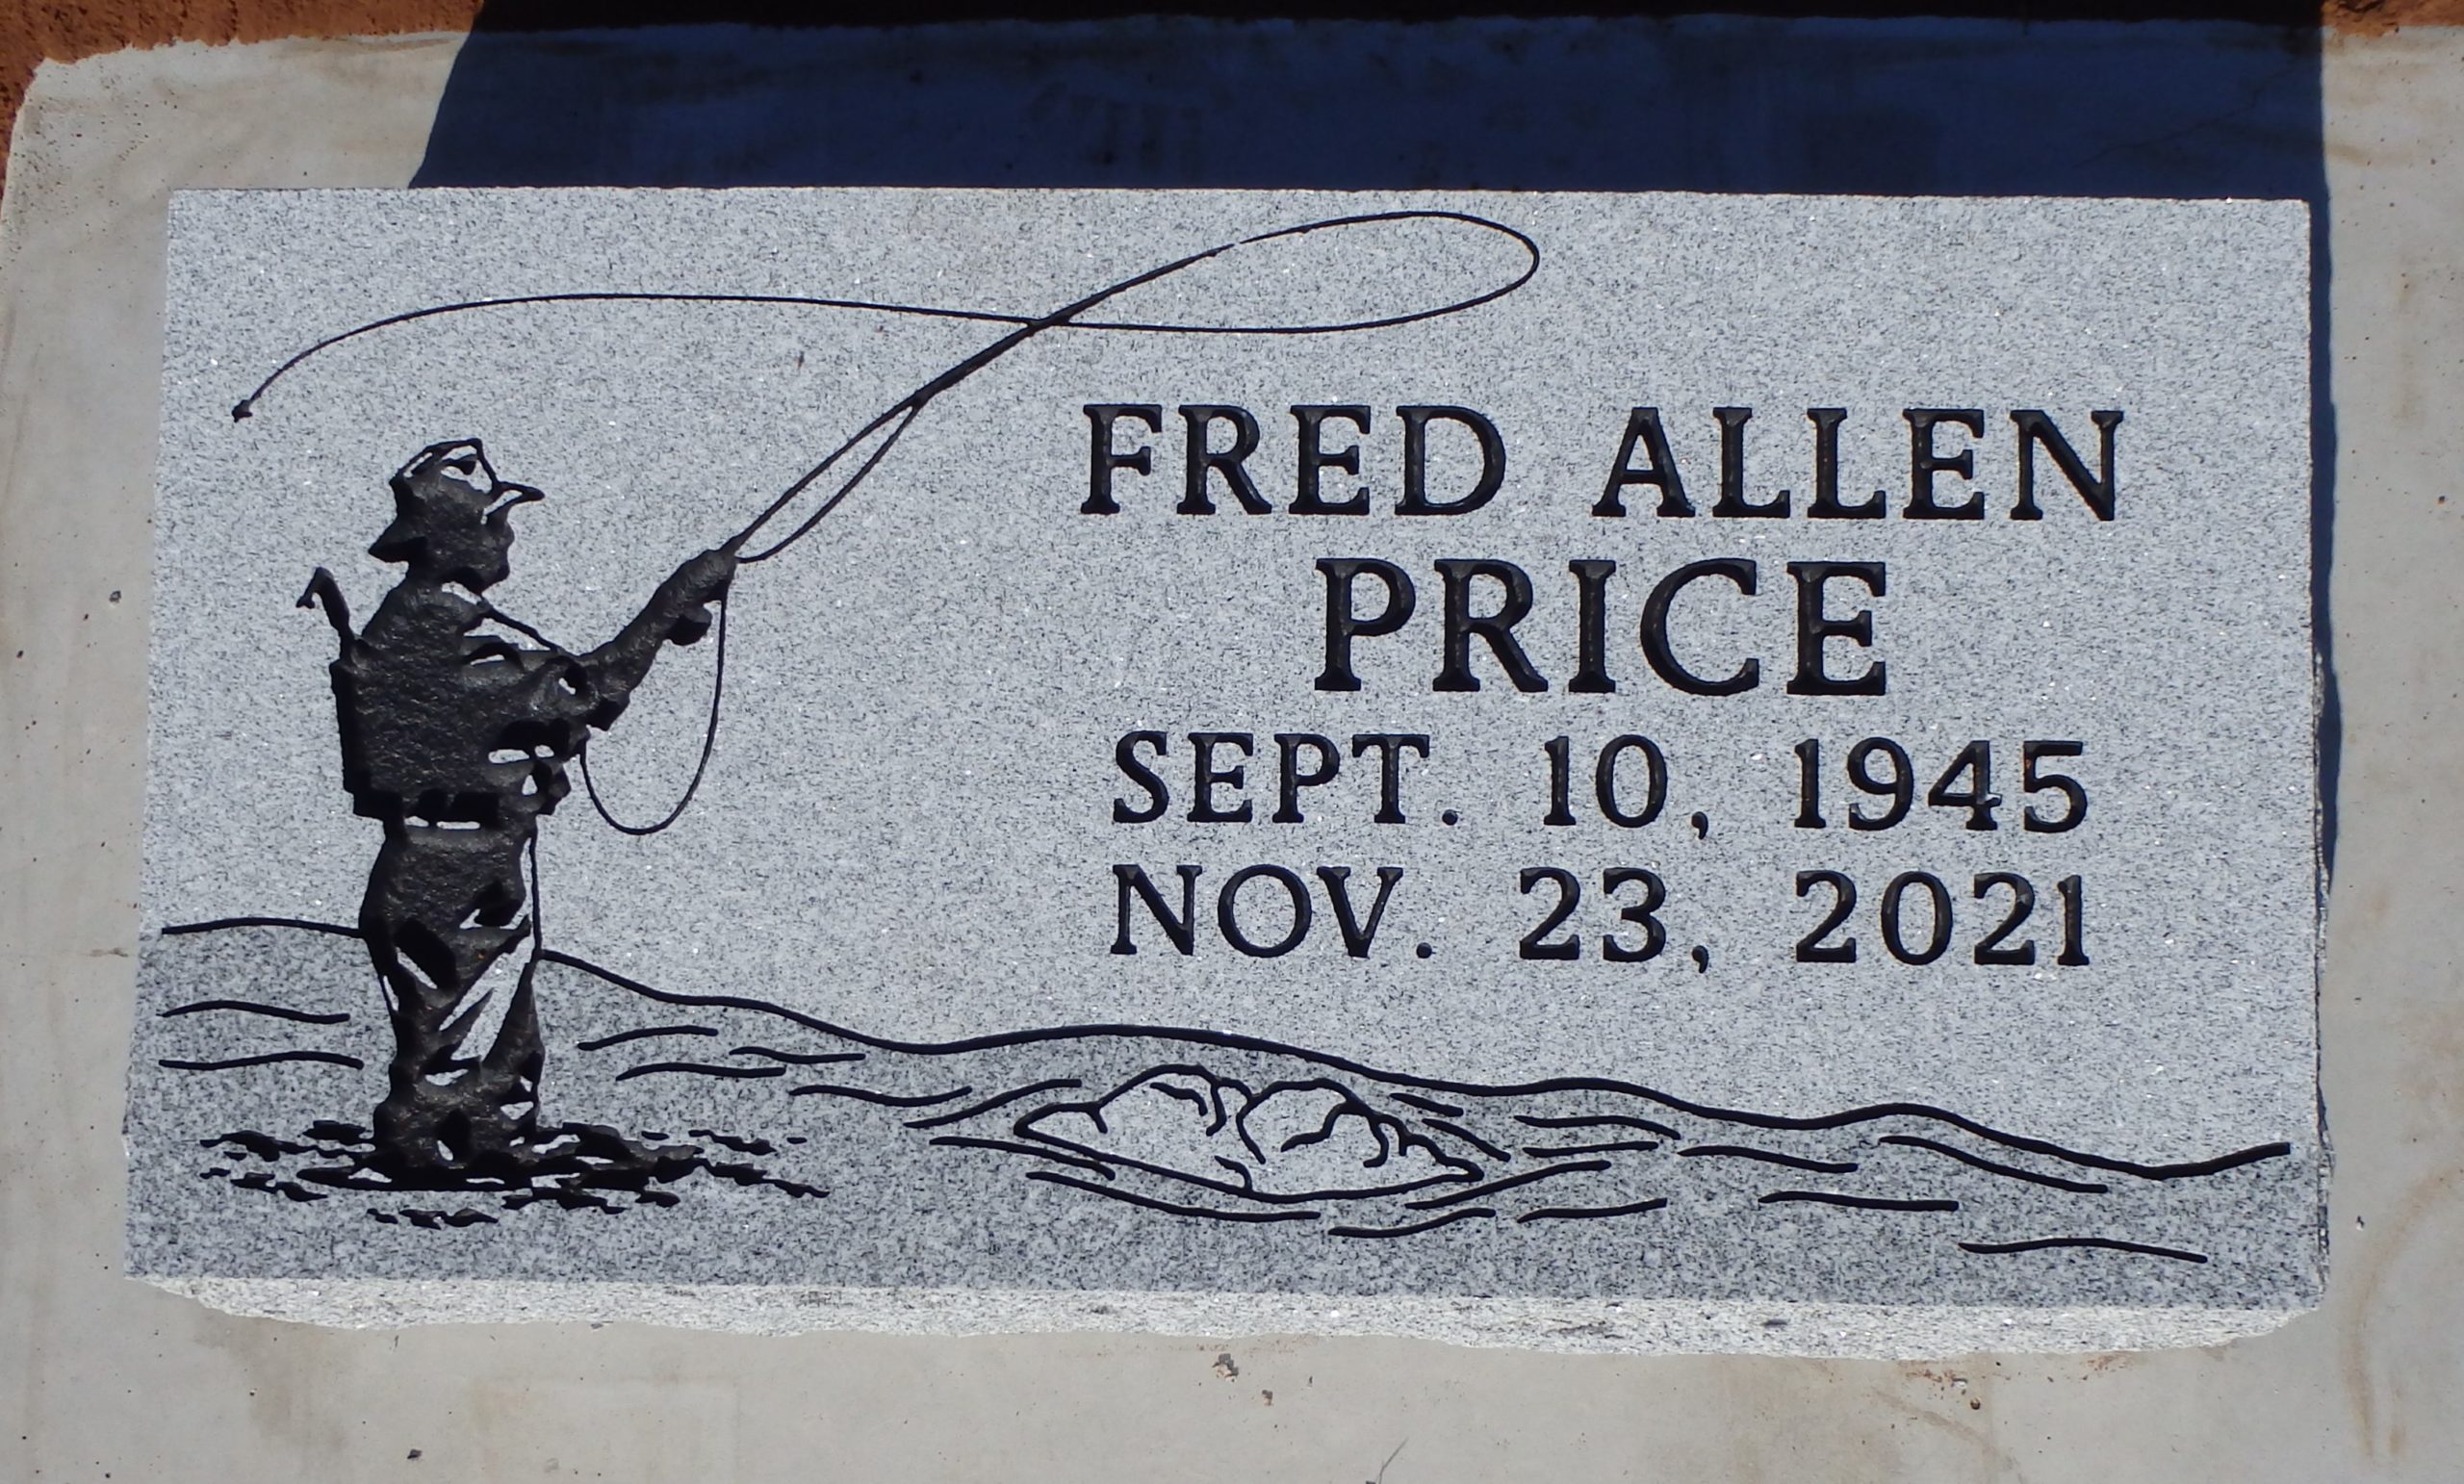 FRED ALLEN
PRICE
SEPT. 10, 1945
NOV. 23, 2021